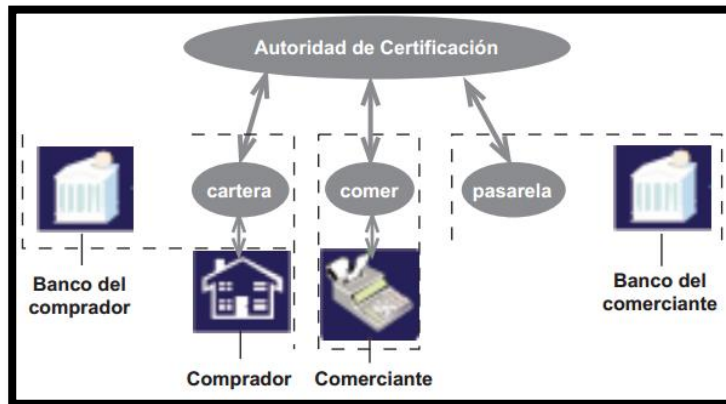 Autoridad de Certificación
cartera
comer
pasarela
Banco del
comprador
Banco del
comerciante
Comprador
Comerciante